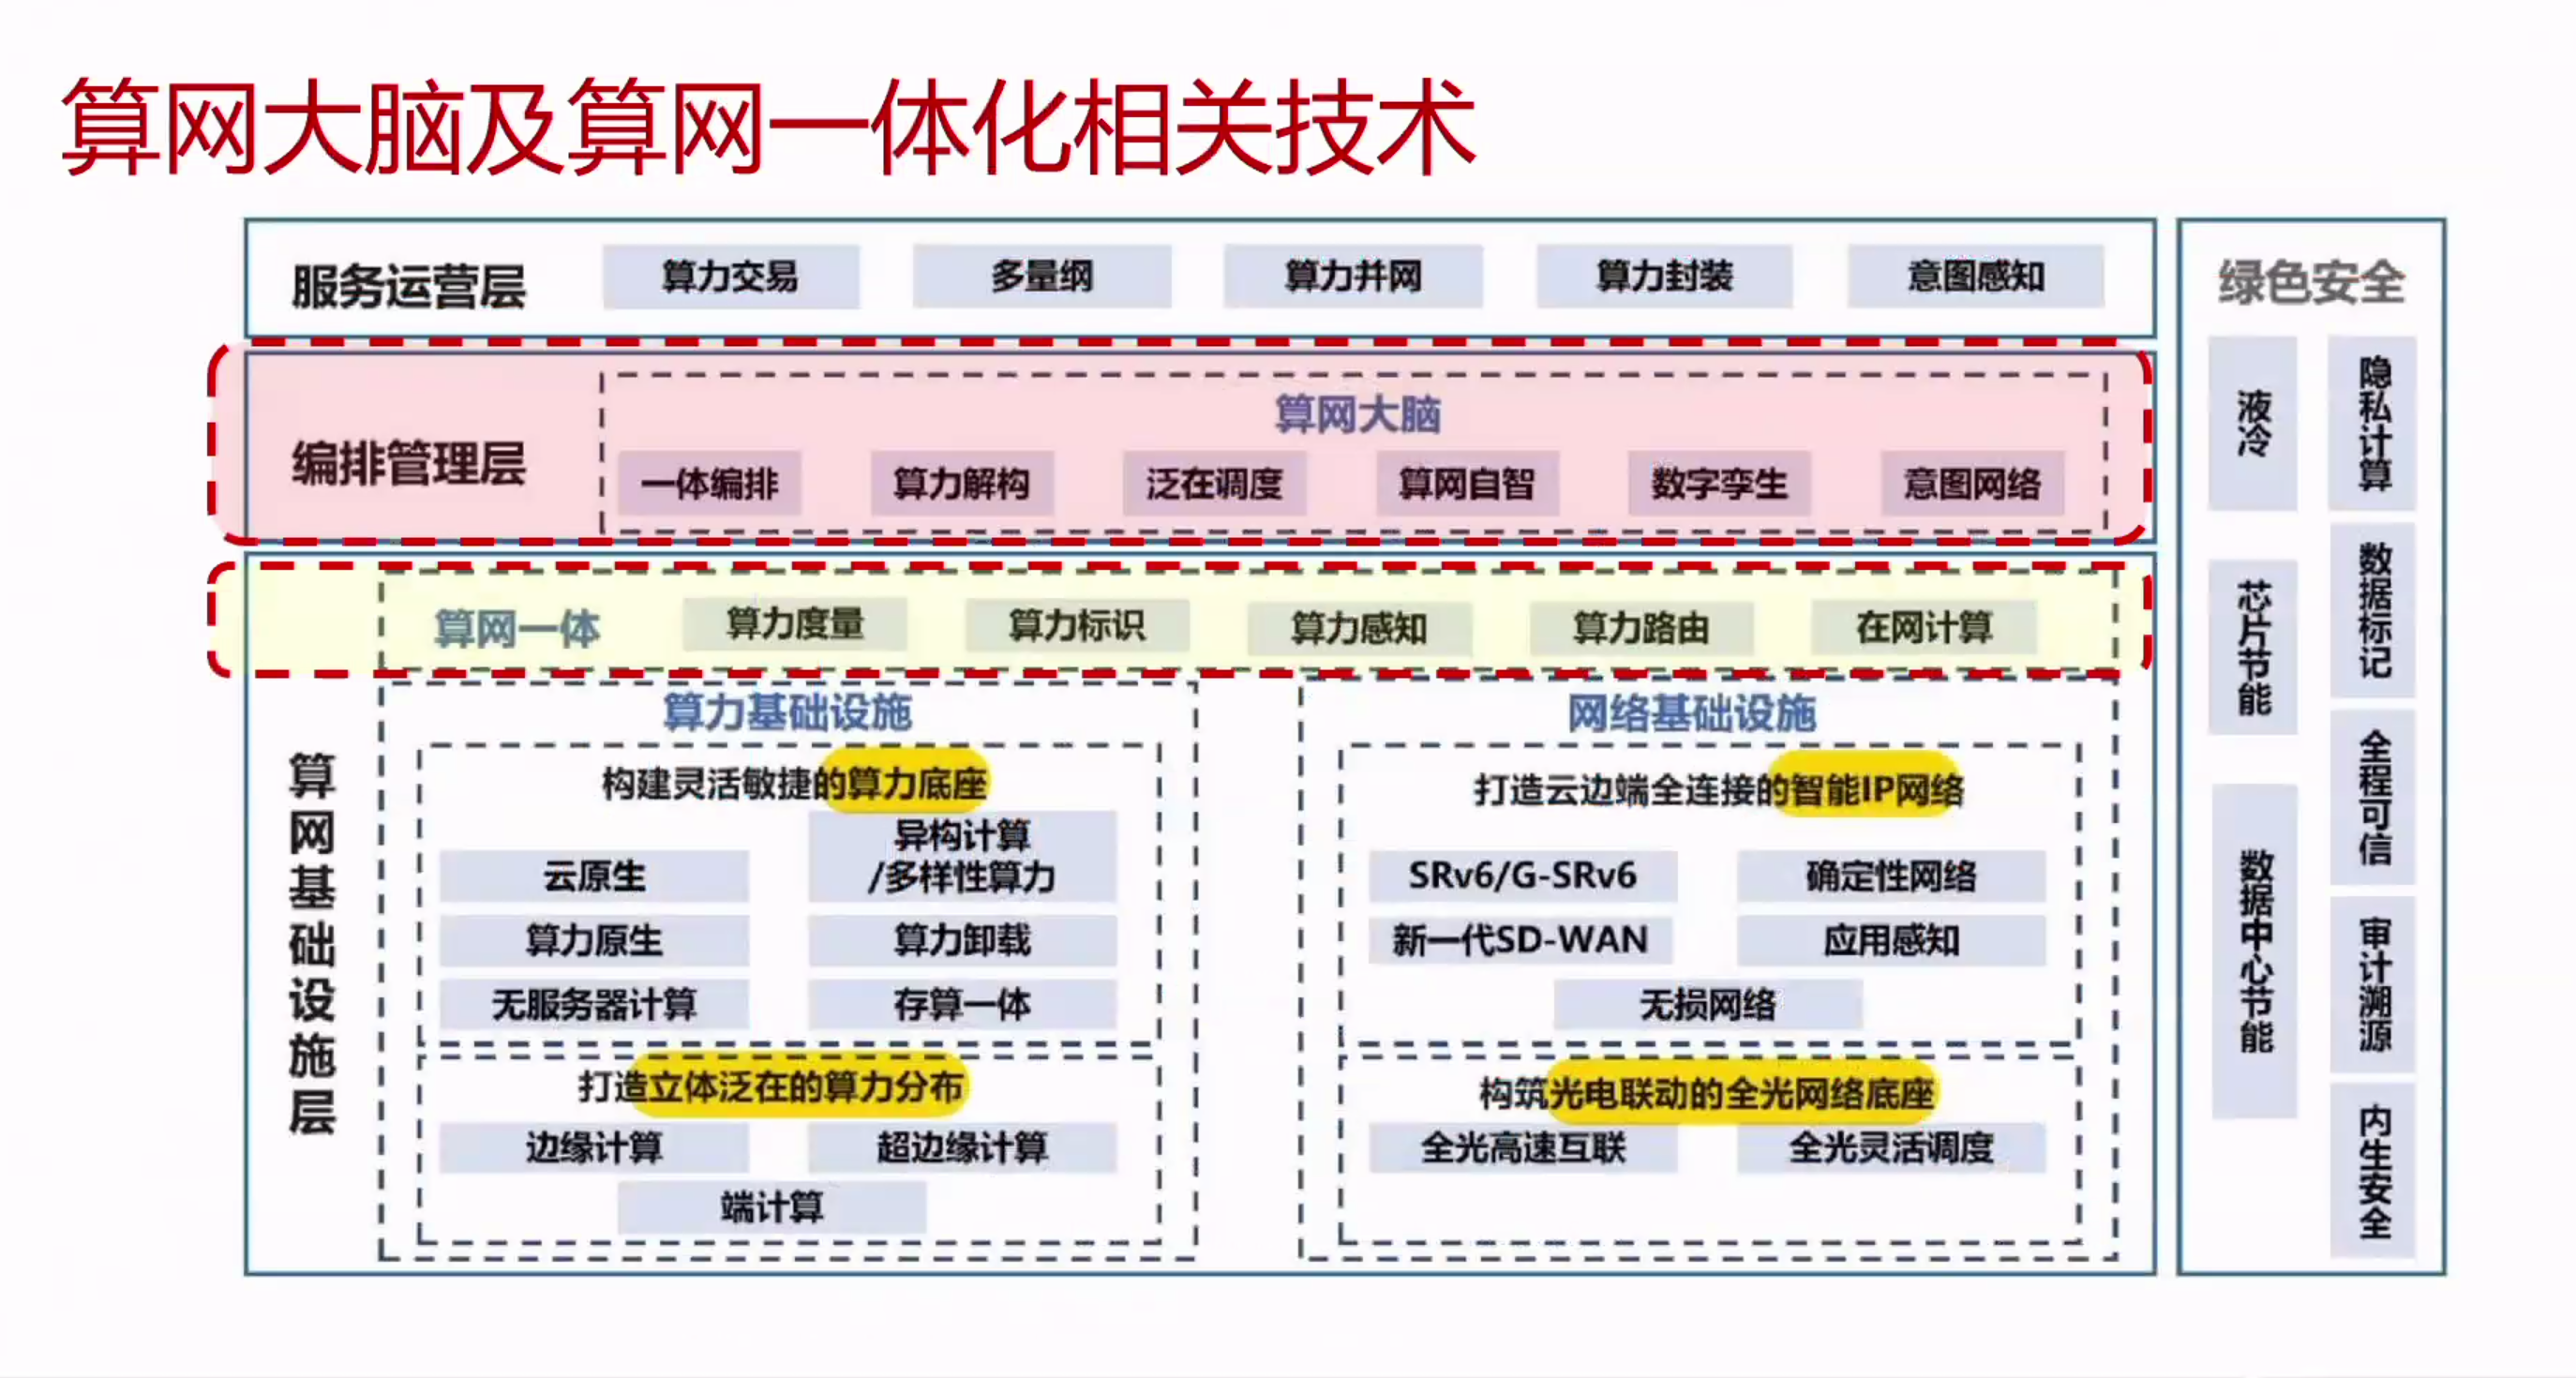 算网大脑及算网一体化相关技术
服务运营层
算力交易
多量纲
算力并网
算力封装
意图感知
编排管理层
算网大脑
一体编排
算力解构
泛在调度
算网自智
数字孪生
意图网络
算网一体
算力度量
算力标识
算力感知
算力路由
在网计算
算网基础设施层
算力基础设施
构建灵活敏捷的算力底座
云原生
异构计算
/多样性算力
算力原生
算力卸载
无服务器计算
存算一体
打造立体泛在的算力分布
边缘计算
超边缘计算
端计算
网络基础设施
打造云边端全连接的智能IP网络
SRv6/G-SRv6
确定性网络
新一代SD-WAN
应用感知
无损网络
构筑光电联动的全光网络底座
全光高速互联
全光灵活调度
绿色安全
液冷
芯片节能
数据中心节能
隐私计算
数据标记
全程可信
审计溯源
内生安全